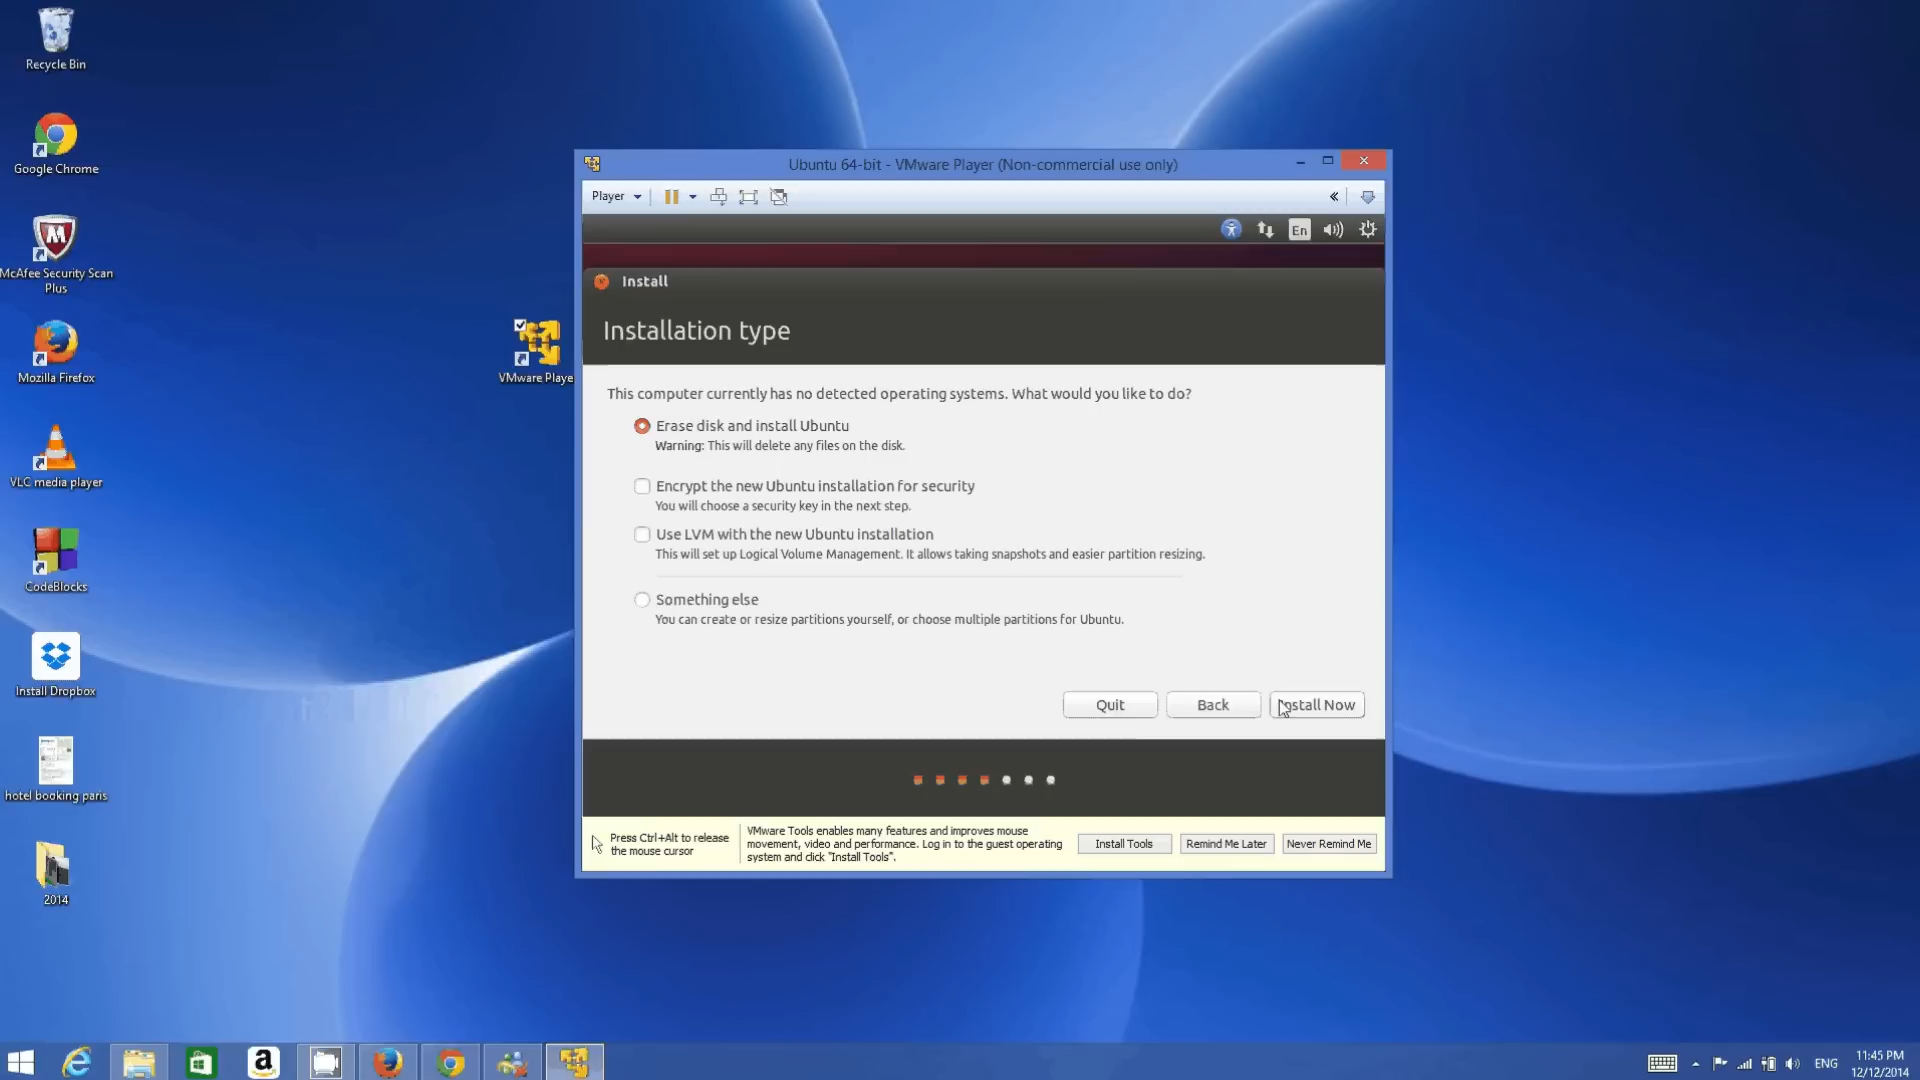 Recycle Bin
Google Chrome
McAfee Security Scan
Plus
Mozilla Firefox
VLC media player
CodeBlocks
Install Dropbox
hotel booking paris
2014
VMware Playe
Ubuntu 64-bit - VMware Player (Non-commercial use only)
Player
En
Install
Installation type
This computer currently has no detected operating systems. What would you like to do?
Erase disk and install Ubuntu
Warning: This will delete any files on the disk.
Encrypt the new Ubuntu installation for security
You will choose a security key in the next step.
Use LVM with the new Ubuntu installation
This will set up Logical Volume Management. It allows taking snapshots and easier partition resizing.
Something else
You can create or resize partitions yourself, or choose multiple partitions for Ubuntu.
Quit
Back
Install Now
Press Ctrl+Alt to release
the mouse cursor
VMware Tools enables many features and improves mouse
movement, video and performance. Log in to the guest operating
system and click "Install Tools".
Install Tools
Remind Me Later
Never Remind Me
ENG
11:45 PM
12/12/2014